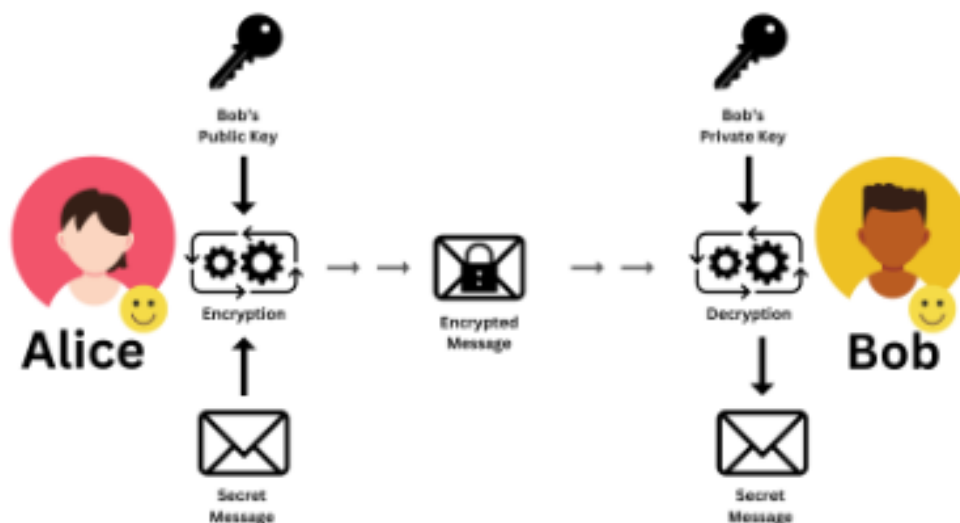 Bob's
Public Key
Bob's
Private Key
Encryption
Decryption
Encrypted
Message
Alice
Bob
Secret
Message
Secret
Message